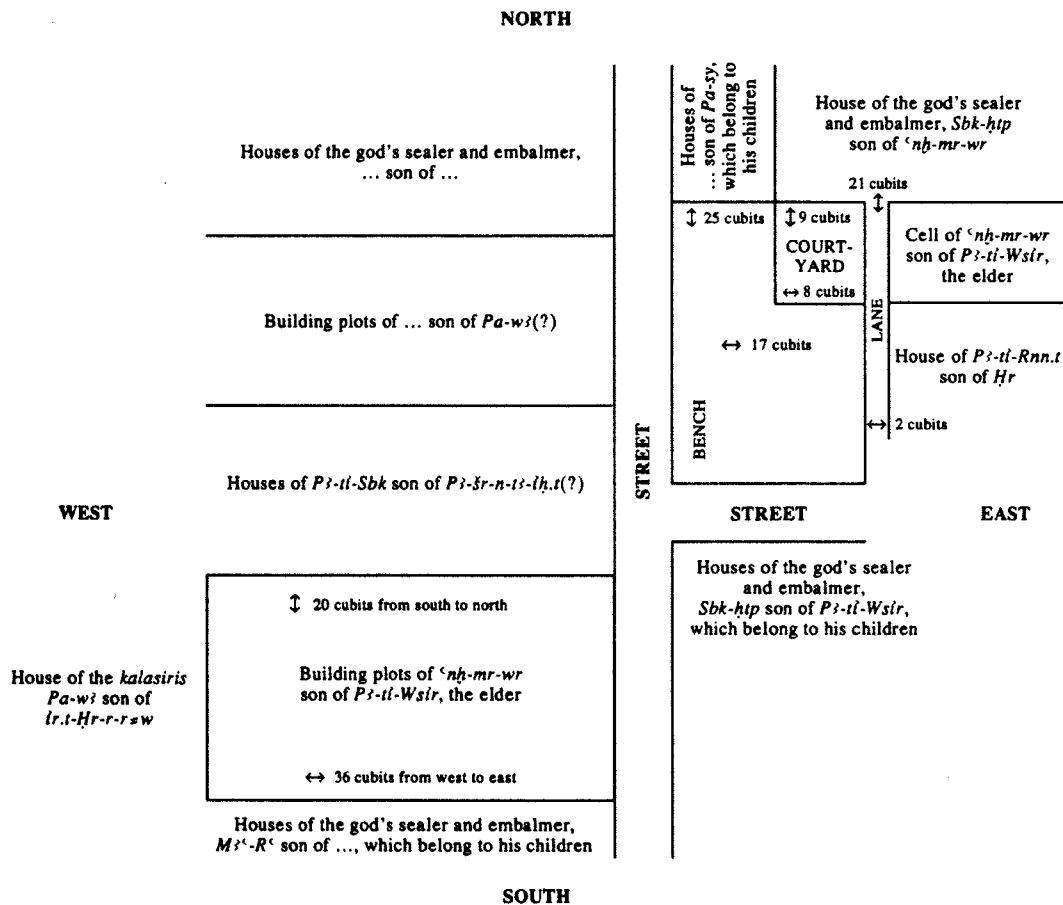 NORTH
Houses of
... son of Pa-sy,
which belong to
his children
House of the god's sealer
and embalmer, Sbk-ḥtp
son of ꜥnḫ-mr-wr
Houses of the god's sealer and embalmer,
... son of ...
21 cubits
↕ 25 cubits
↕ 9 cubits
COURT-
YARD
↔ 8 cubits
Cell of ꜥnḫ-mr-wr
son of Pꜣ-tỉ-Wsỉr,
the elder
LANE
Building plots of ... son of Pa-wꜣ(?)
↔ 17 cubits
House of Pꜣ-tỉ-Rnn.t
son of Ḥr
BENCH
↔ 2 cubits
STREET
Houses of Pꜣ-tỉ-Sbk son of Pꜣ-šr-n-tꜣ-ỉḥ.t(?)
WEST
STREET
EAST
Houses of the god's sealer
and embalmer,
Sbk-ḥtp son of Pꜣ-tỉ-Wsỉr,
which belong to his children
↕ 20 cubits from south to north
House of the kalasiris
Pa-wꜣ son of
ỉr.t-Ḥr-r-r⸗w
Building plots of ꜥnḫ-mr-wr
son of Pꜣ-tỉ-Wsỉr, the elder
↔ 36 cubits from west to east
Houses of the god's sealer and embalmer,
Mꜣꜥ-Rꜥ son of ..., which belong to his children
SOUTH